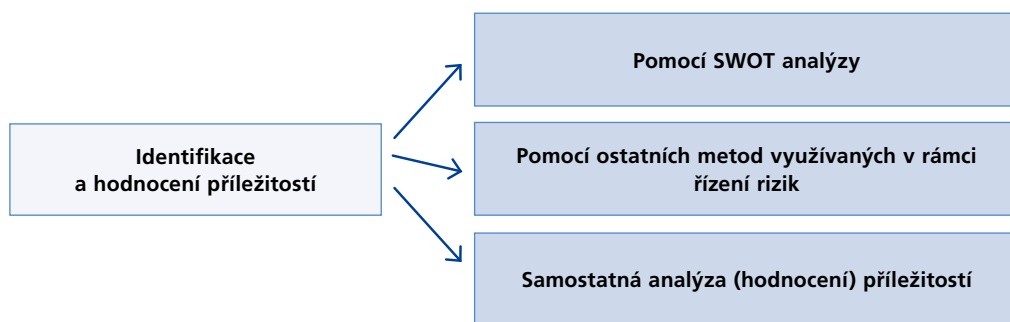 Identifikace
a hodnocení příležitostí
Pomocí SWOT analýzy
Pomocí ostatních metod využívaných v rámci
řízení rizik
Samostatná analýza (hodnocení) příležitostí